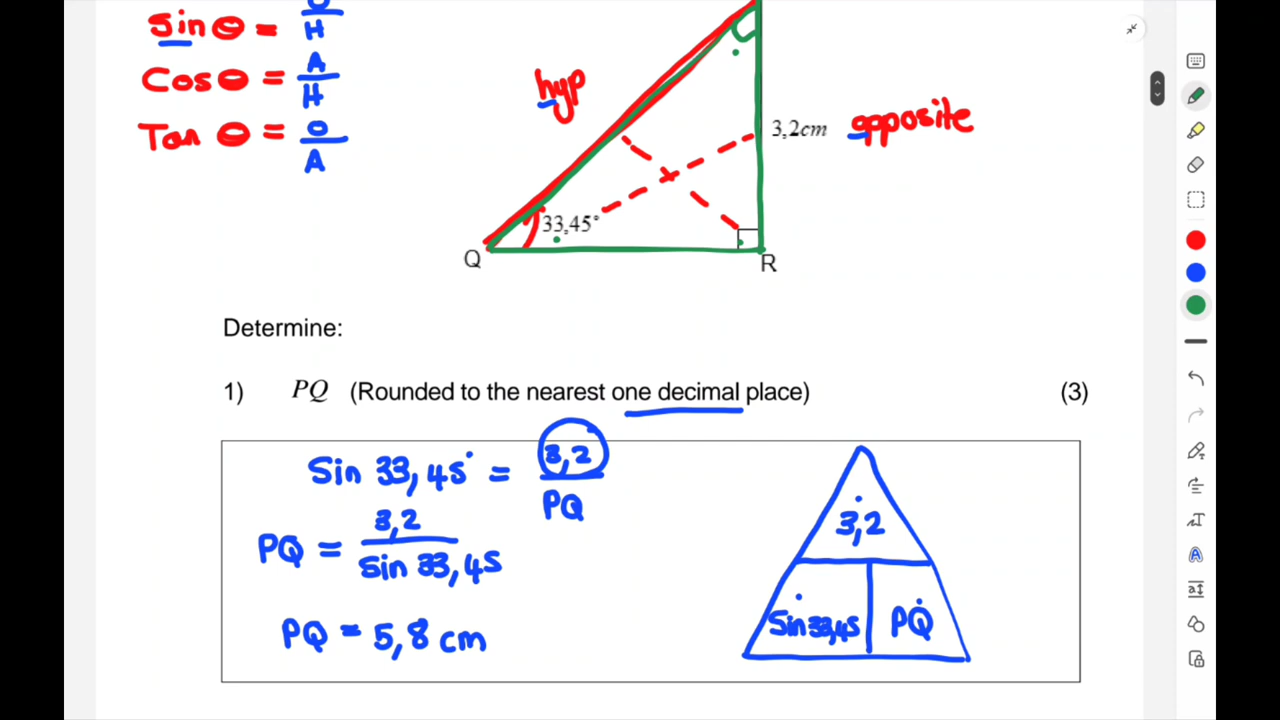 Sin θ = O/H
Cos θ = A/H
Tan θ = O/A
hyp
3,2cm opposite
33,45°
Q
R
Determine:
1) PQ (Rounded to the nearest one decimal place) (3)
Sin 33,45° = 3,2/PQ
PQ = 3,2/Sin 33,45
PQ = 5,8 cm
3,2
Sin 33,45 PQ